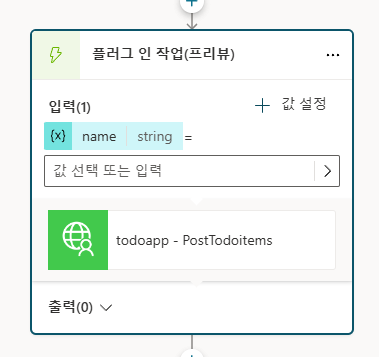 플러그 인 작업(프리뷰)
입력(1)
값 설정
{x} name string =
값 선택 또는 입력
todoapp - PostTodoitems
출력(0)